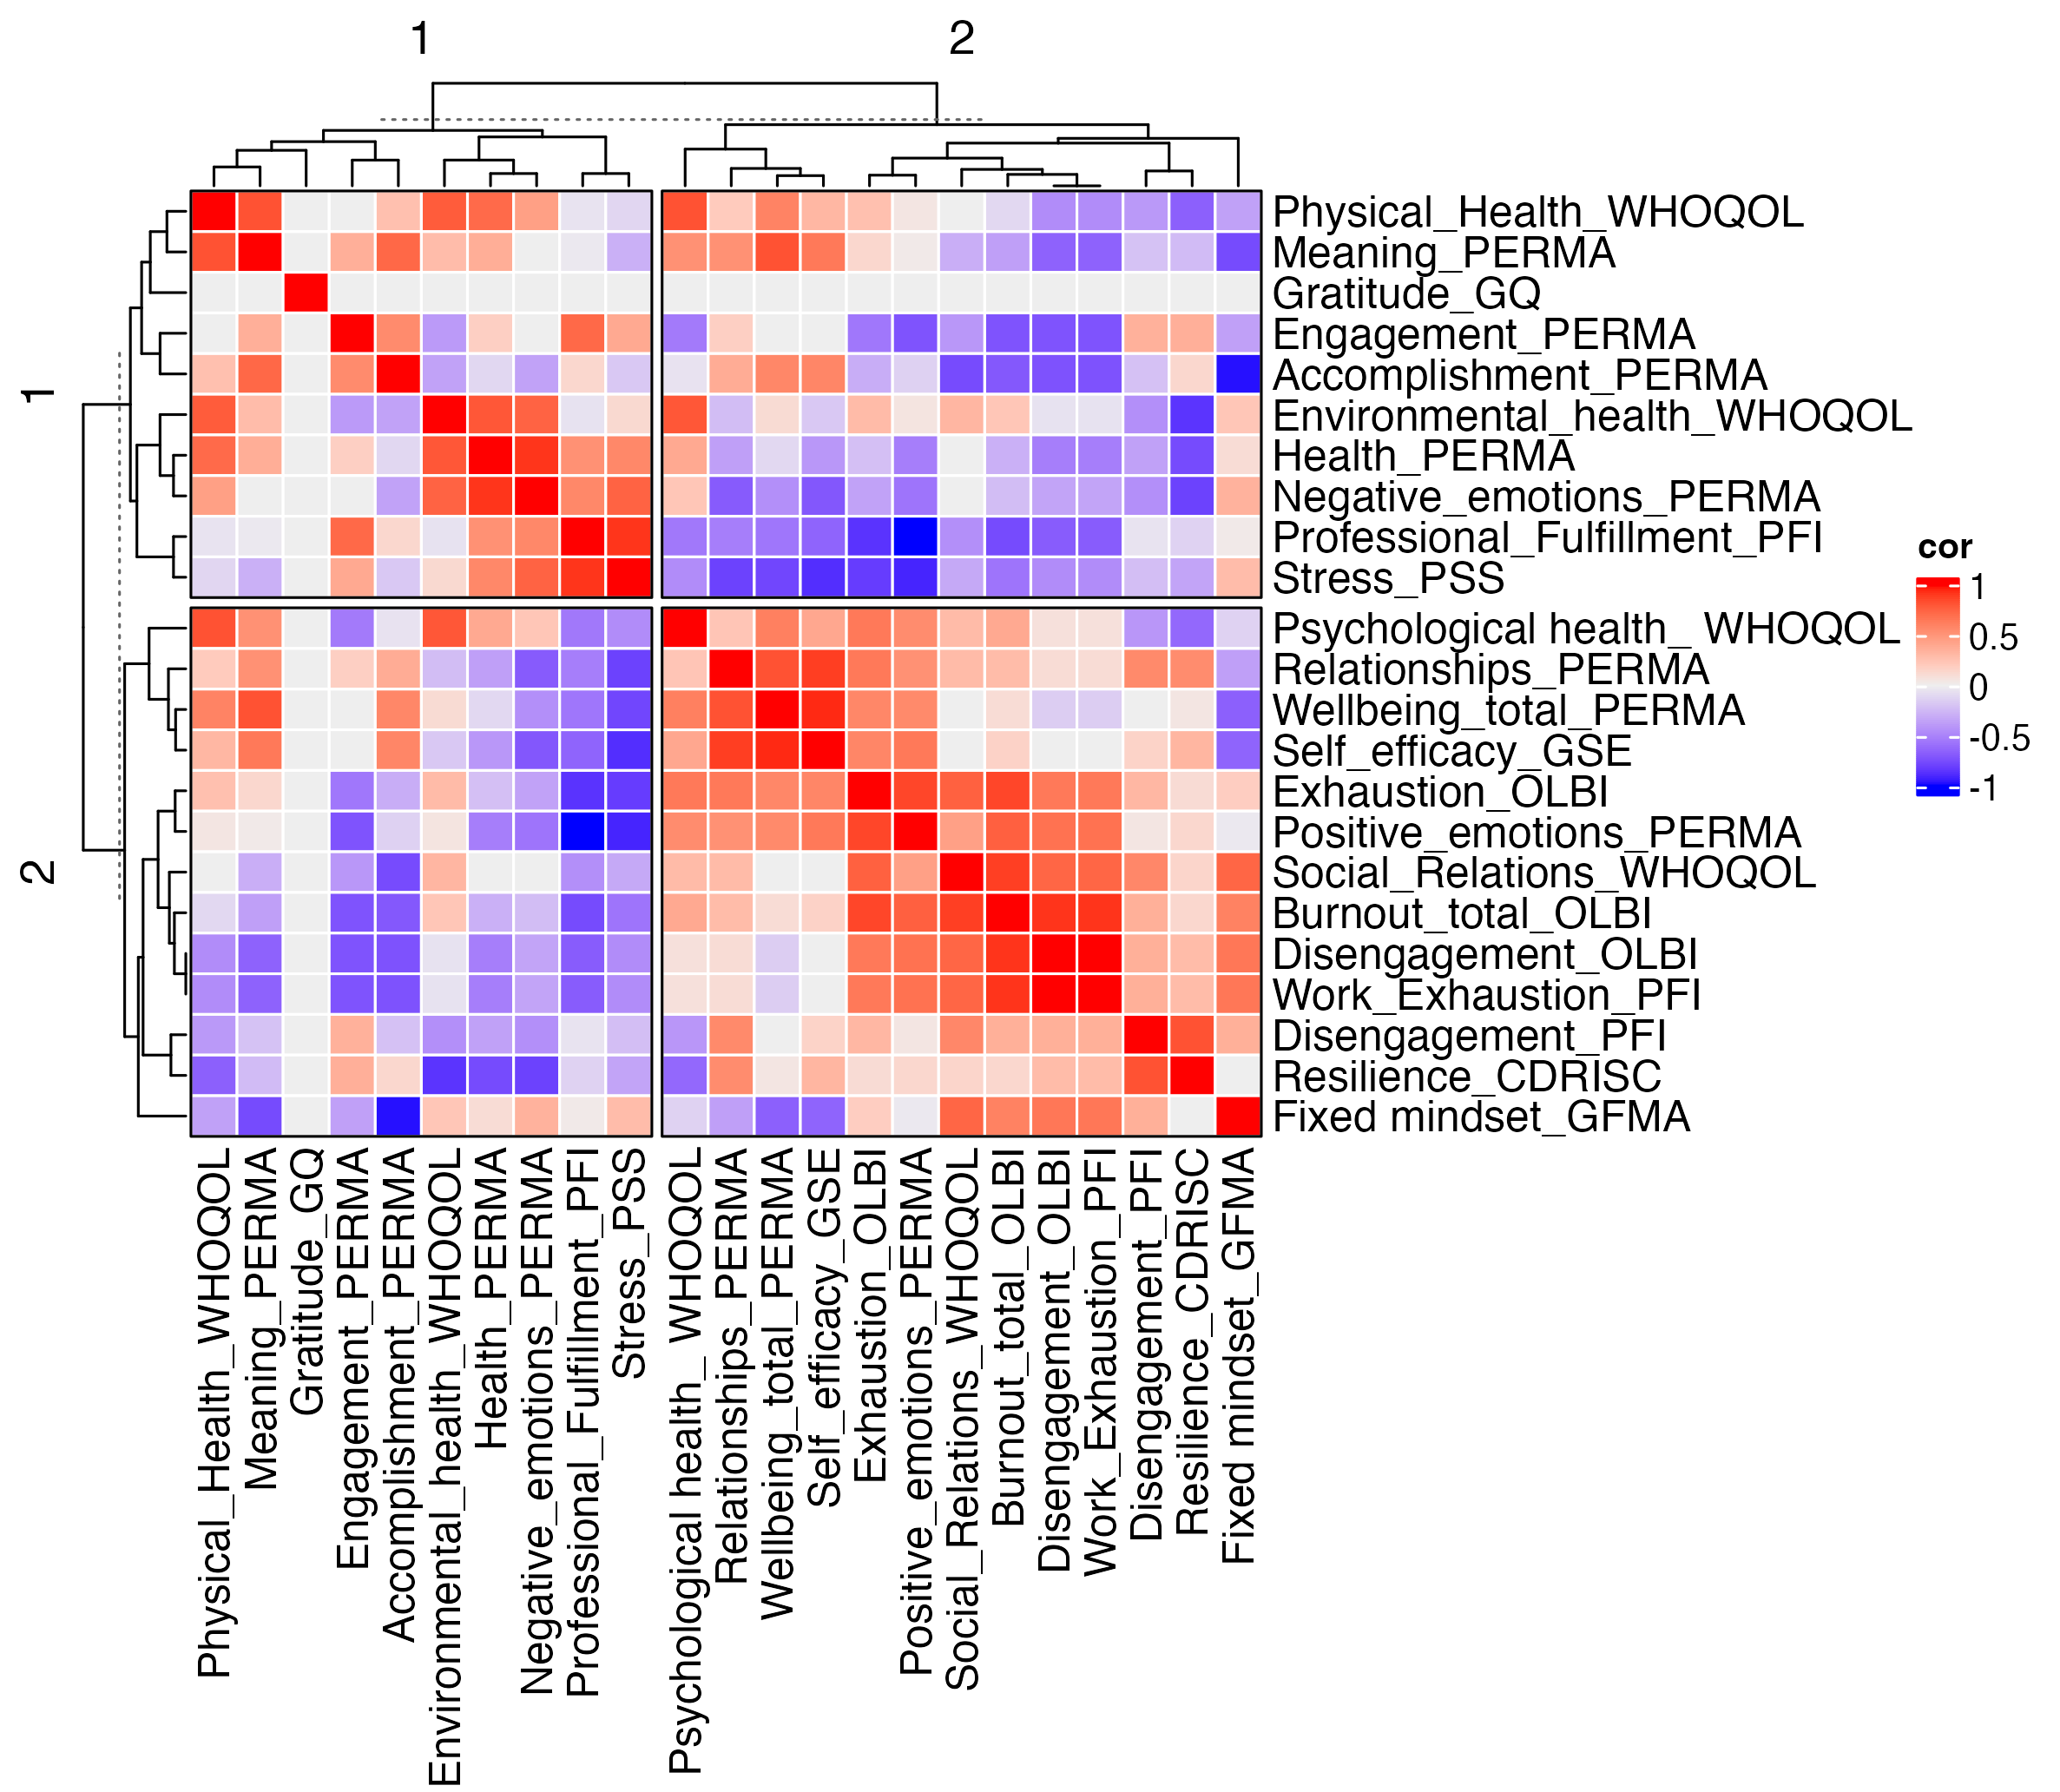 1
2
1
2
Physical_Health_WHOQOL
Meaning_PERMA
Gratitude_GQ
Engagement_PERMA
Accomplishment_PERMA
Environmental_health_WHOQOL
Health_PERMA
Negative_emotions_PERMA
Professional_Fulfillment_PFI
Stress_PSS
Psychological health_ WHOQOL
Relationships_PERMA
Wellbeing_total_PERMA
Self_efficacy_GSE
Exhaustion_OLBI
Positive_emotions_PERMA
Social_Relations_WHOQOL
Burnout_total_OLBI
Disengagement_OLBI
Work_Exhaustion_PFI
Disengagement_PFI
Resilience_CDRISC
Fixed mindset_GFMA
cor
1
0.5
0
-0.5
-1
Physical_Health_WHOQOL
Meaning_PERMA
Gratitude_GQ
Engagement_PERMA
Accomplishment_PERMA
Environmental_health_WHOQOL
Health_PERMA
Negative_emotions_PERMA
Professional_Fulfillment_PFI
Stress_PSS
Psychological health_ WHOQOL
Relationships_PERMA
Wellbeing_total_PERMA
Self_efficacy_GSE
Exhaustion_OLBI
Positive_emotions_PERMA
Social_Relations_WHOQOL
Burnout_total_OLBI
Disengagement_OLBI
Work_Exhaustion_PFI
Disengagement_PFI
Resilience_CDRISC
Fixed mindset_GFMA